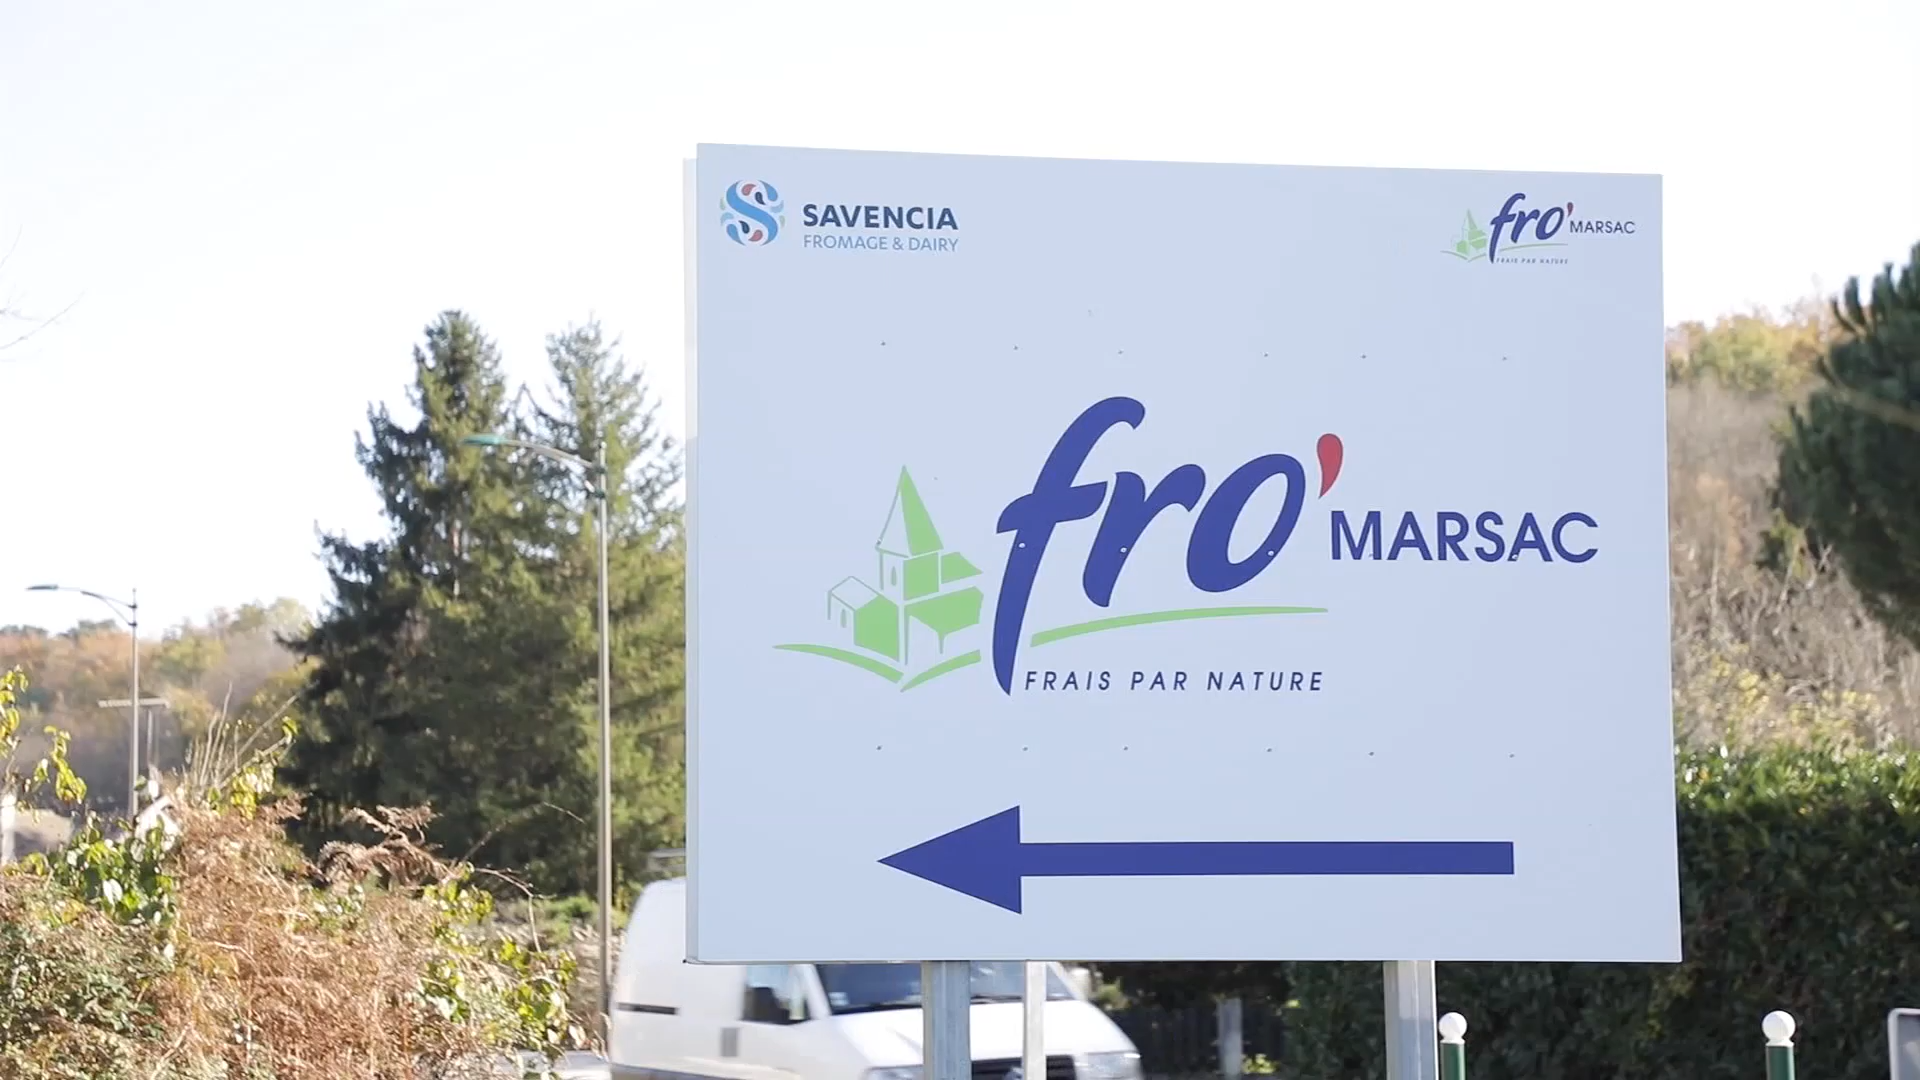 SAVENCIA
FROMAGE & DAIRY
fro' MARSAC
FRAIS PAR NATURE
fro' MARSAC
FRAIS PAR NATURE